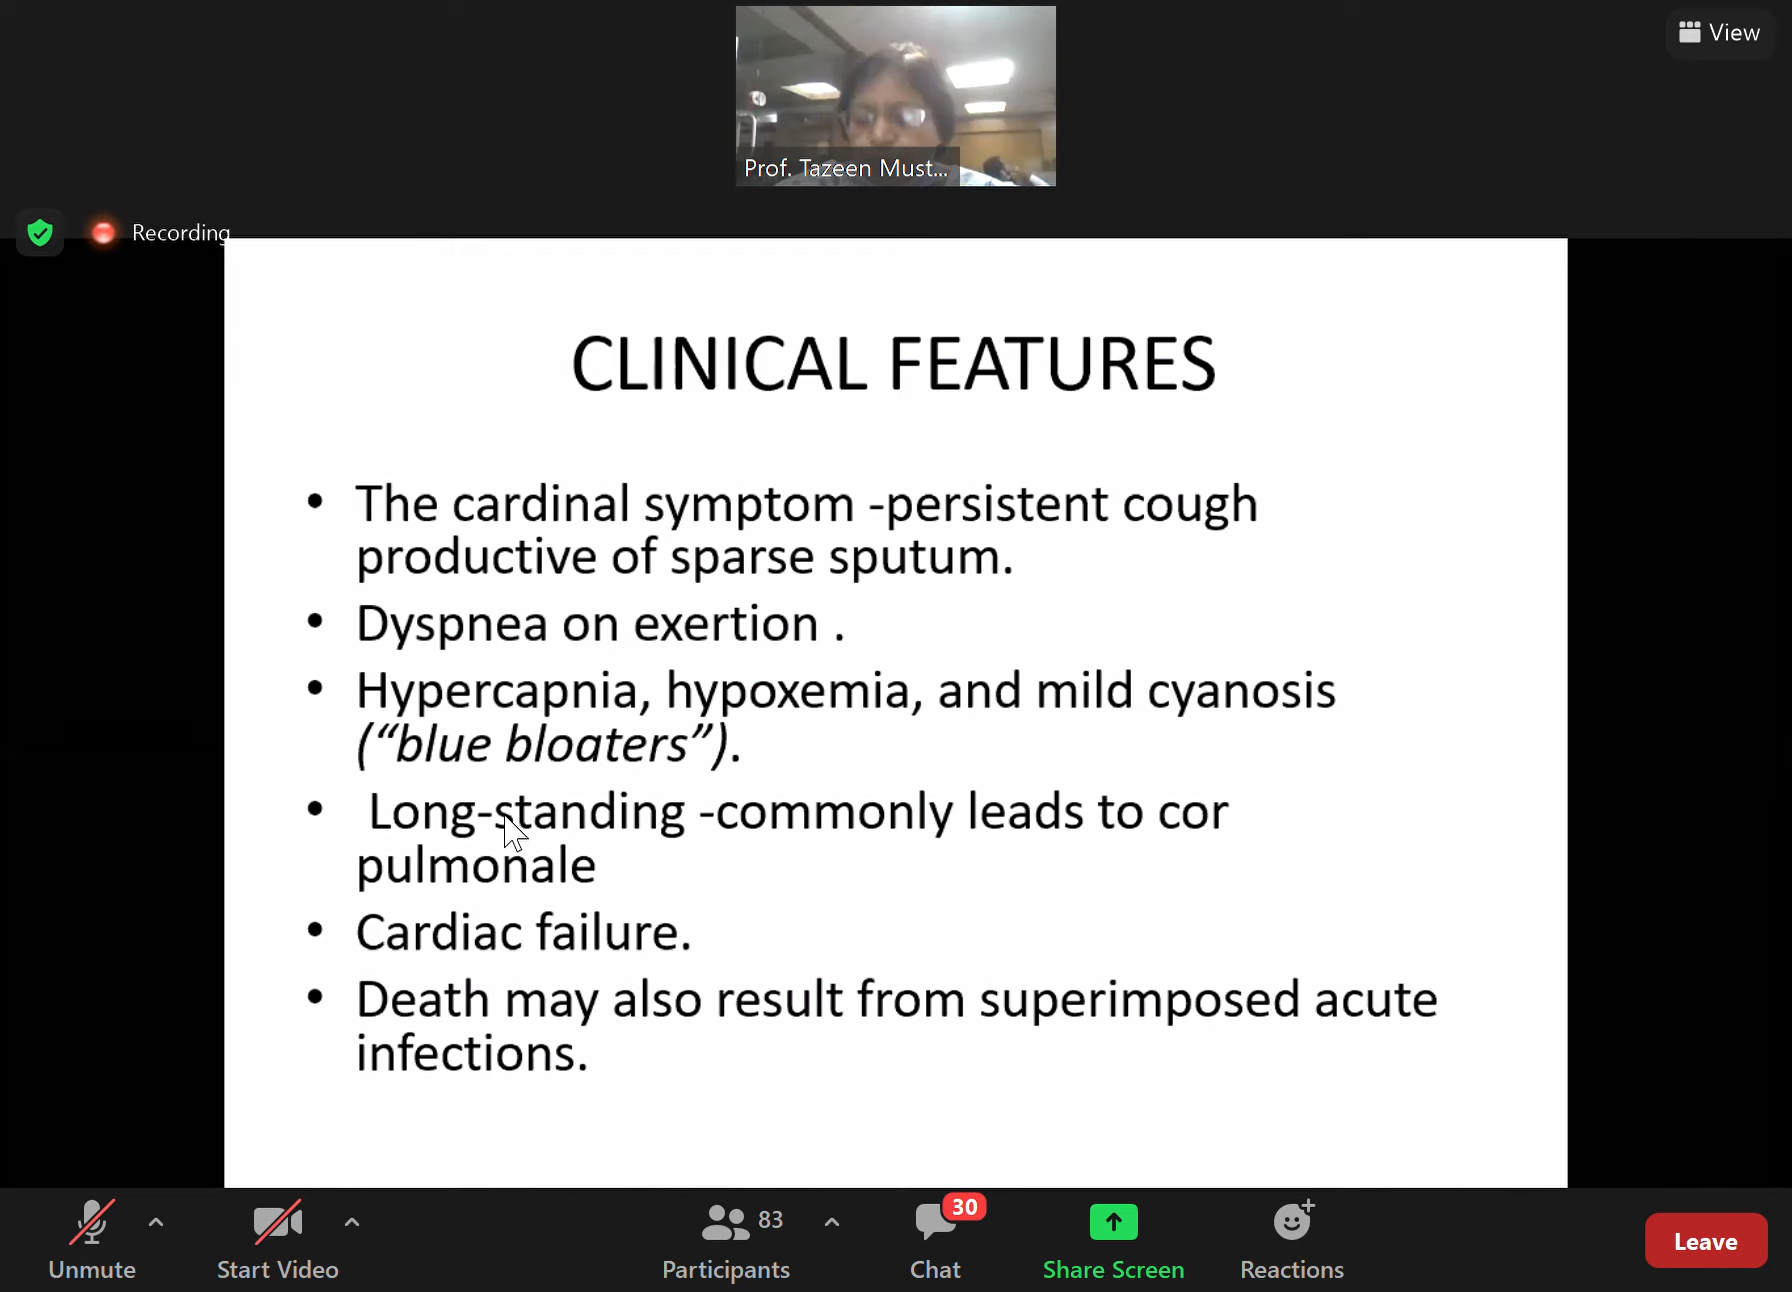 View
Prof. Tazeen Must...
Recording
CLINICAL FEATURES
• The cardinal symptom -persistent cough
productive of sparse sputum.
• Dyspnea on exertion .
• Hypercapnia, hypoxemia, and mild cyanosis
(“blue bloaters”).
• Long-standing -commonly leads to cor
pulmonale
• Cardiac failure.
• Death may also result from superimposed acute
infections.
83
30
Unmute
Start Video
Participants
Chat
Share Screen
Reactions
Leave